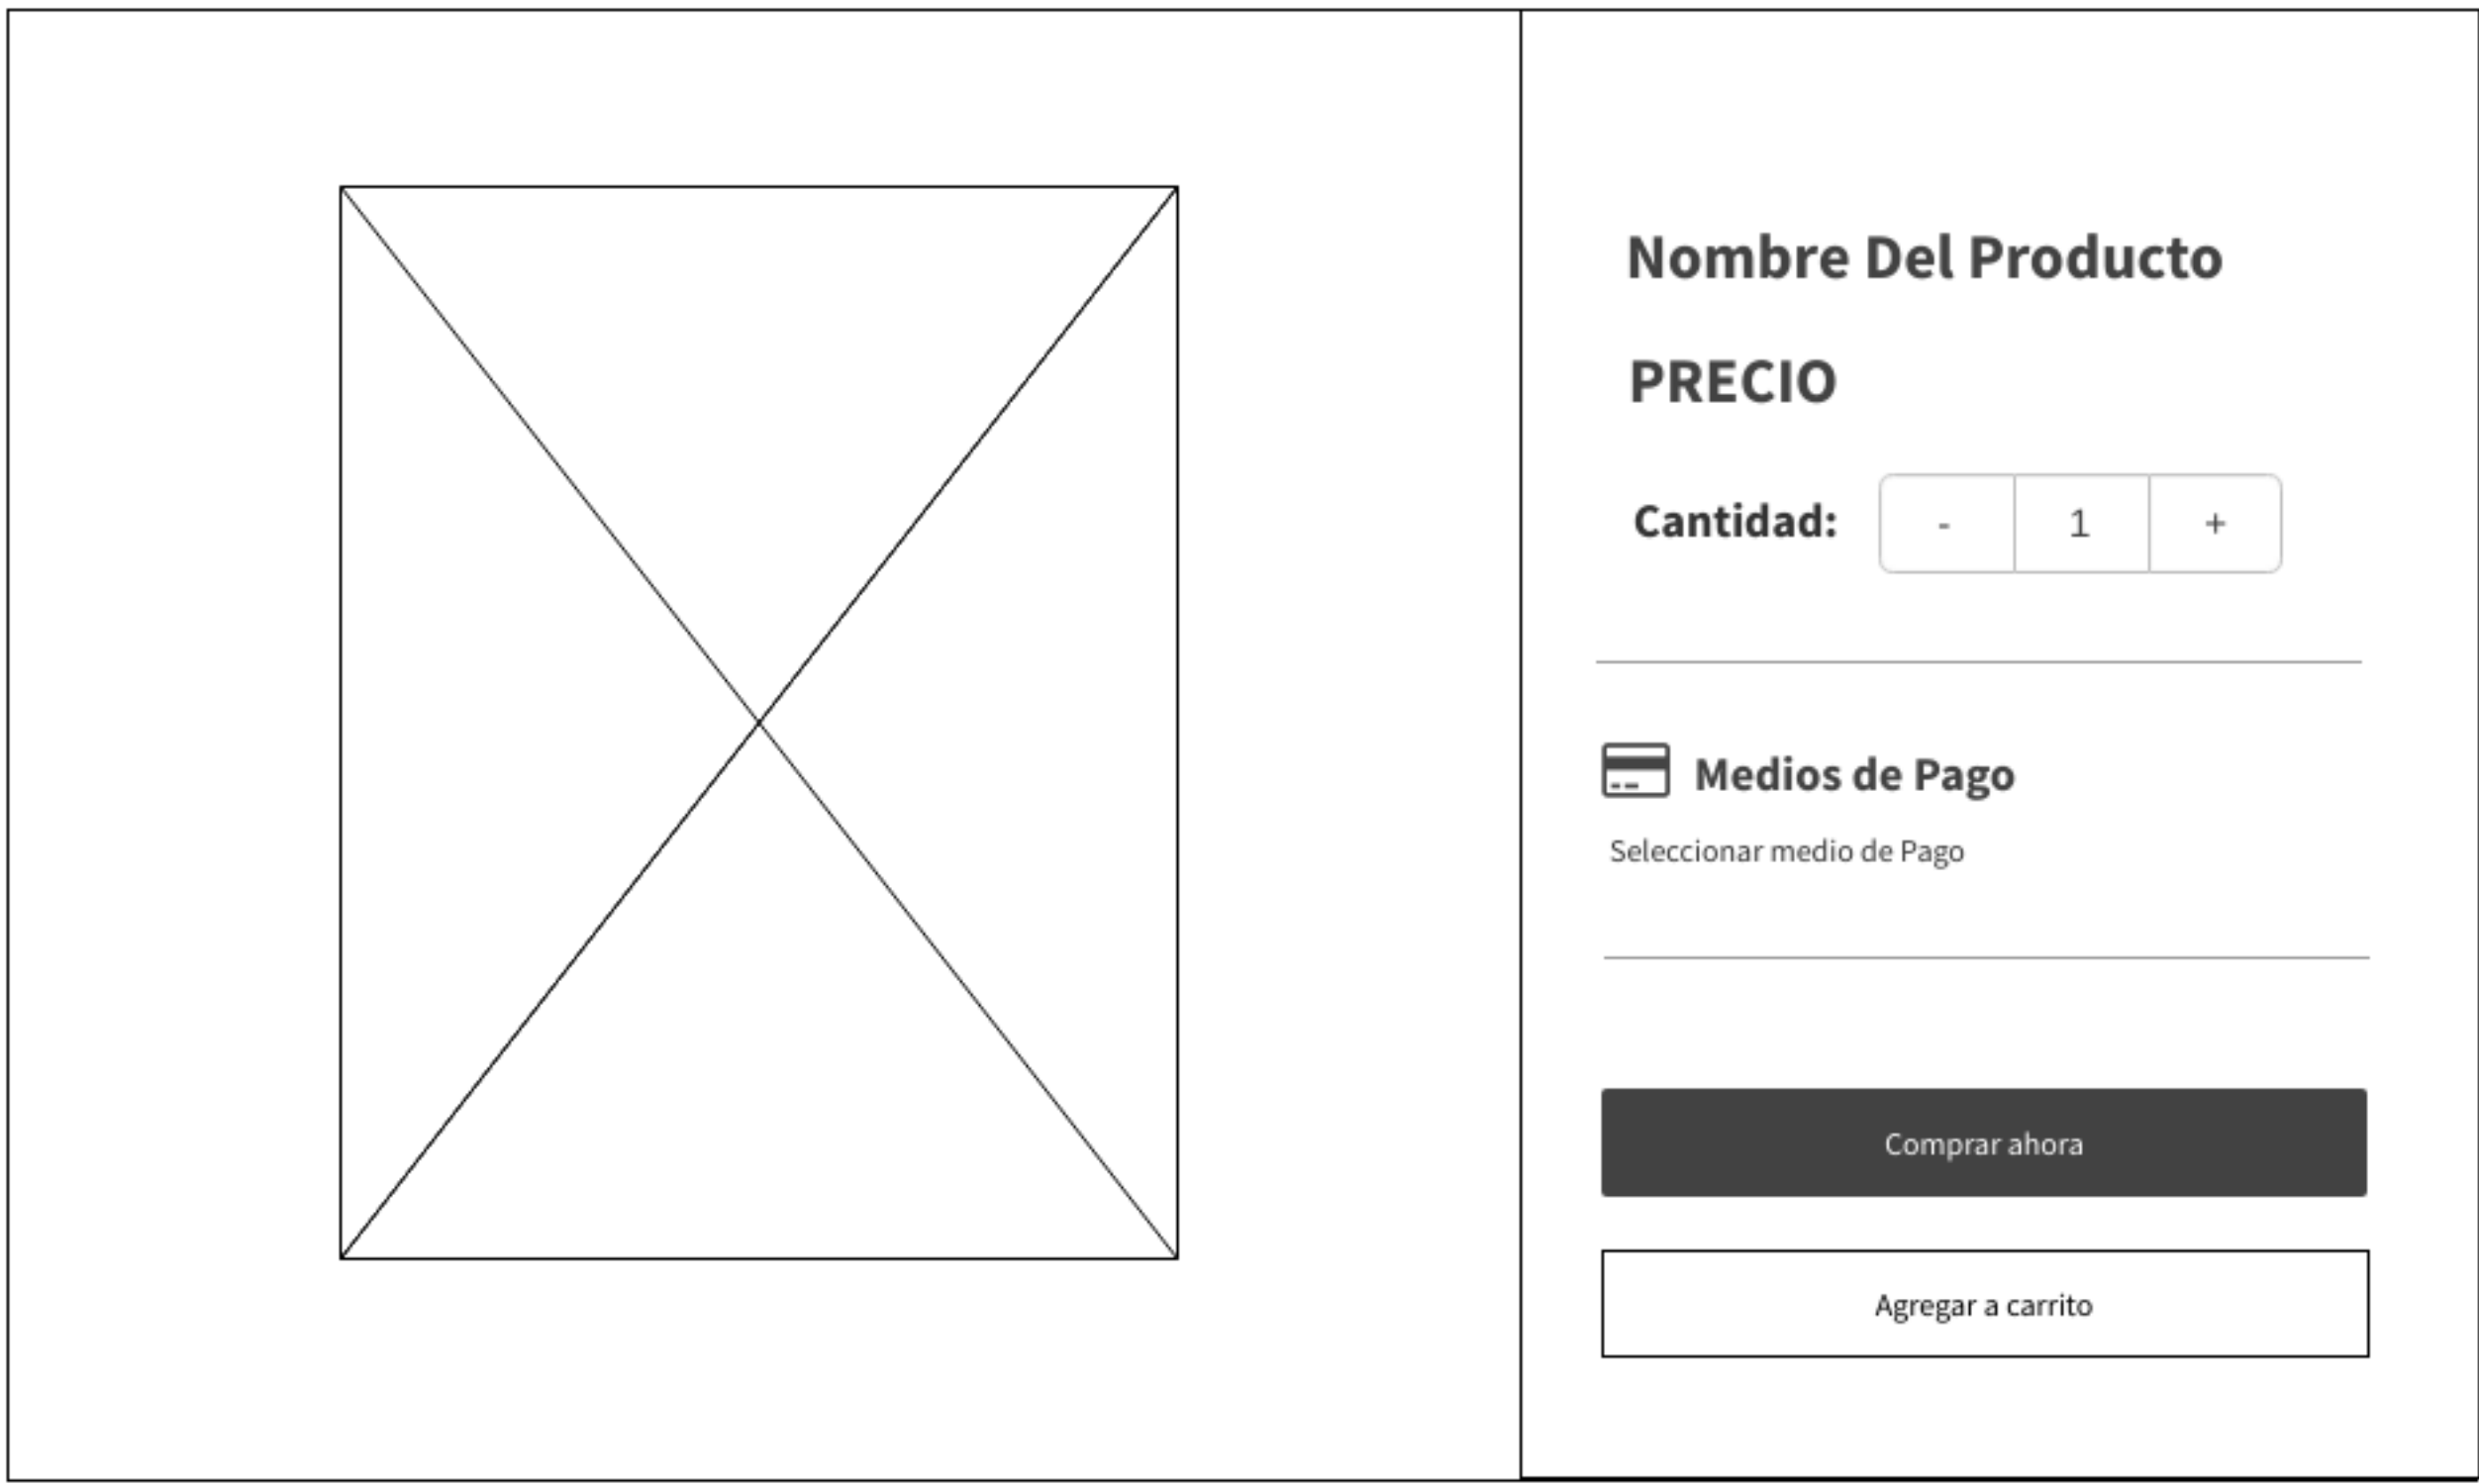 Nombre Del Producto
PRECIO
Cantidad: - 1 +
Medios de Pago
Seleccionar medio de Pago
Comprar ahora
Agregar a carrito